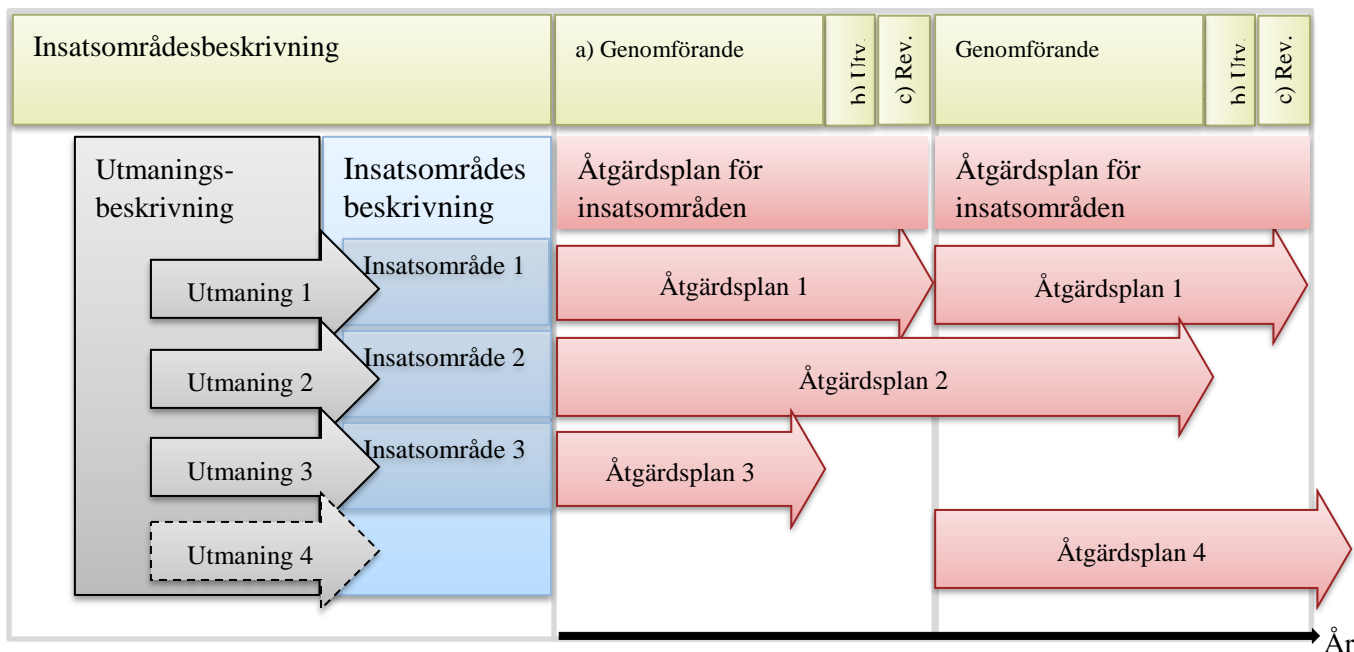 Insatsområdesbeskrivning
a) Genomförande
b) Utv.
c) Rev.
Genomförande
b) Utv.
c) Rev.
Utmanings-
beskrivning
Insatsområdes
beskrivning
Åtgärdsplan för
insatsområden
Åtgärdsplan för
insatsområden
Utmaning 1
Insatsområde 1
Åtgärdsplan 1
Åtgärdsplan 1
Utmaning 2
Insatsområde 2
Åtgärdsplan 2
Utmaning 3
Insatsområde 3
Åtgärdsplan 3
Utmaning 4
Åtgärdsplan 4
År